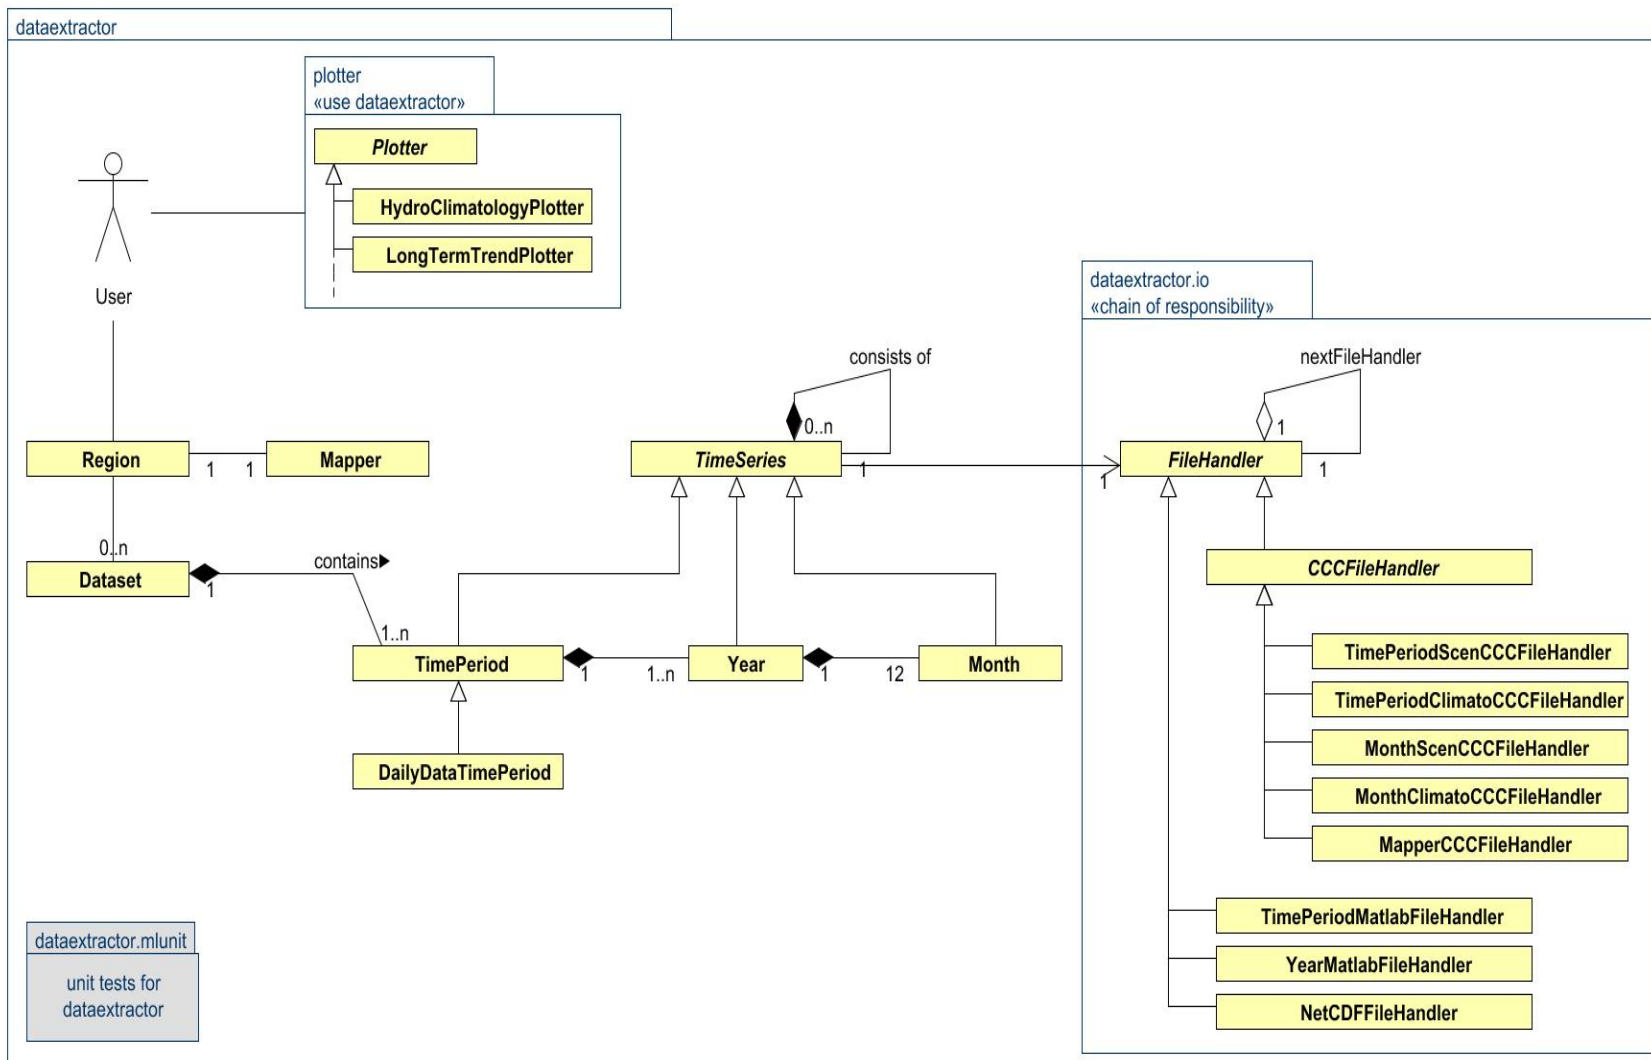 dataextractor
plotter
«use dataextractor»
Plotter
HydroClimatologyPlotter
LongTermTrendPlotter
User
dataextractor.io
«chain of responsibility»
consists of
nextFileHandler
0..n
1
Region
1
1
Mapper
TimeSeries
1
1
FileHandler
1
0..n
Dataset
1
contains▶
1..n
CCCFileHandler
TimePeriod
1
1..n
Year
1
12
Month
TimePeriodScenCCCFileHandler
TimePeriodClimatoCCCFileHandler
MonthScenCCCFileHandler
MonthClimatoCCCFileHandler
MapperCCCFileHandler
DailyDataTimePeriod
TimePeriodMatlabFileHandler
YearMatlabFileHandler
NetCDFFileHandler
dataextractor.mlunit
unit tests for
dataextractor